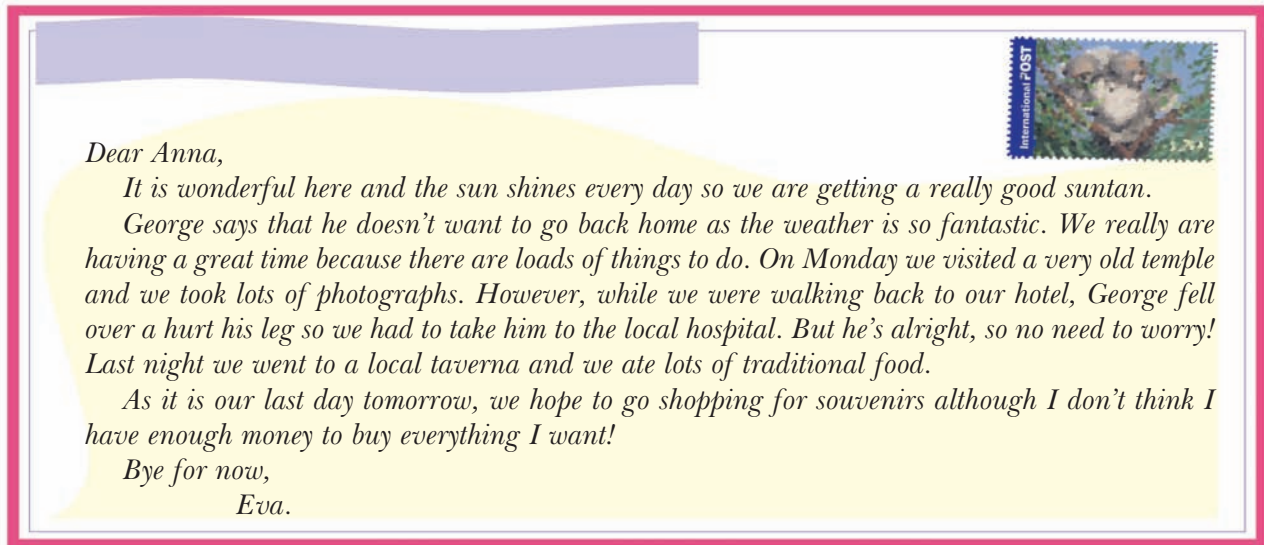 International POST
Dear Anna,
It is wonderful here and the sun shines every day so we are getting a really good suntan.
George says that he doesn't want to go back home as the weather is so fantastic. We really are
having a great time because there are loads of things to do. On Monday we visited a very old temple
and we took lots of photographs. However, while we were walking back to our hotel, George fell
over a hurt his leg so we had to take him to the local hospital. But he's alright, so no need to worry!
Last night we went to a local taverna and we ate lots of traditional food.
As it is our last day tomorrow, we hope to go shopping for souvenirs although I don't think I
have enough money to buy everything I want!
Bye for now,
Eva.